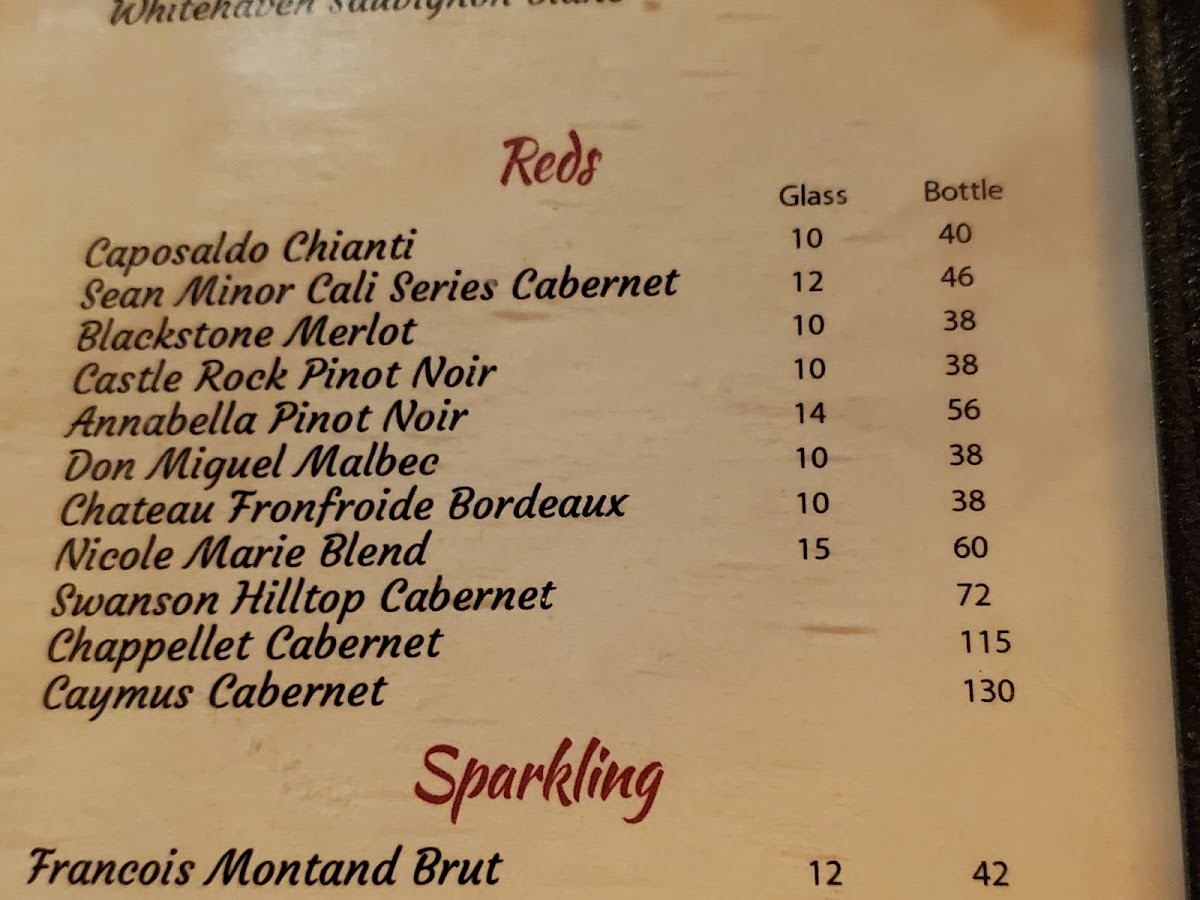 Whitehaven Sauvignon Blanc
Reds
Glass Bottle
Caposaldo Chianti 10 40
Sean Minor Cali Series Cabernet 12 46
Blackstone Merlot 10 38
Castle Rock Pinot Noir 10 38
Annabella Pinot Noir 14 56
Don Miguel Malbec 10 38
Chateau Fronfroide Bordeaux 10 38
Nicole Marie Blend 15 60
Swanson Hilltop Cabernet 72
Chappellet Cabernet 115
Caymus Cabernet 130
Sparkling
Francois Montand Brut 12 42